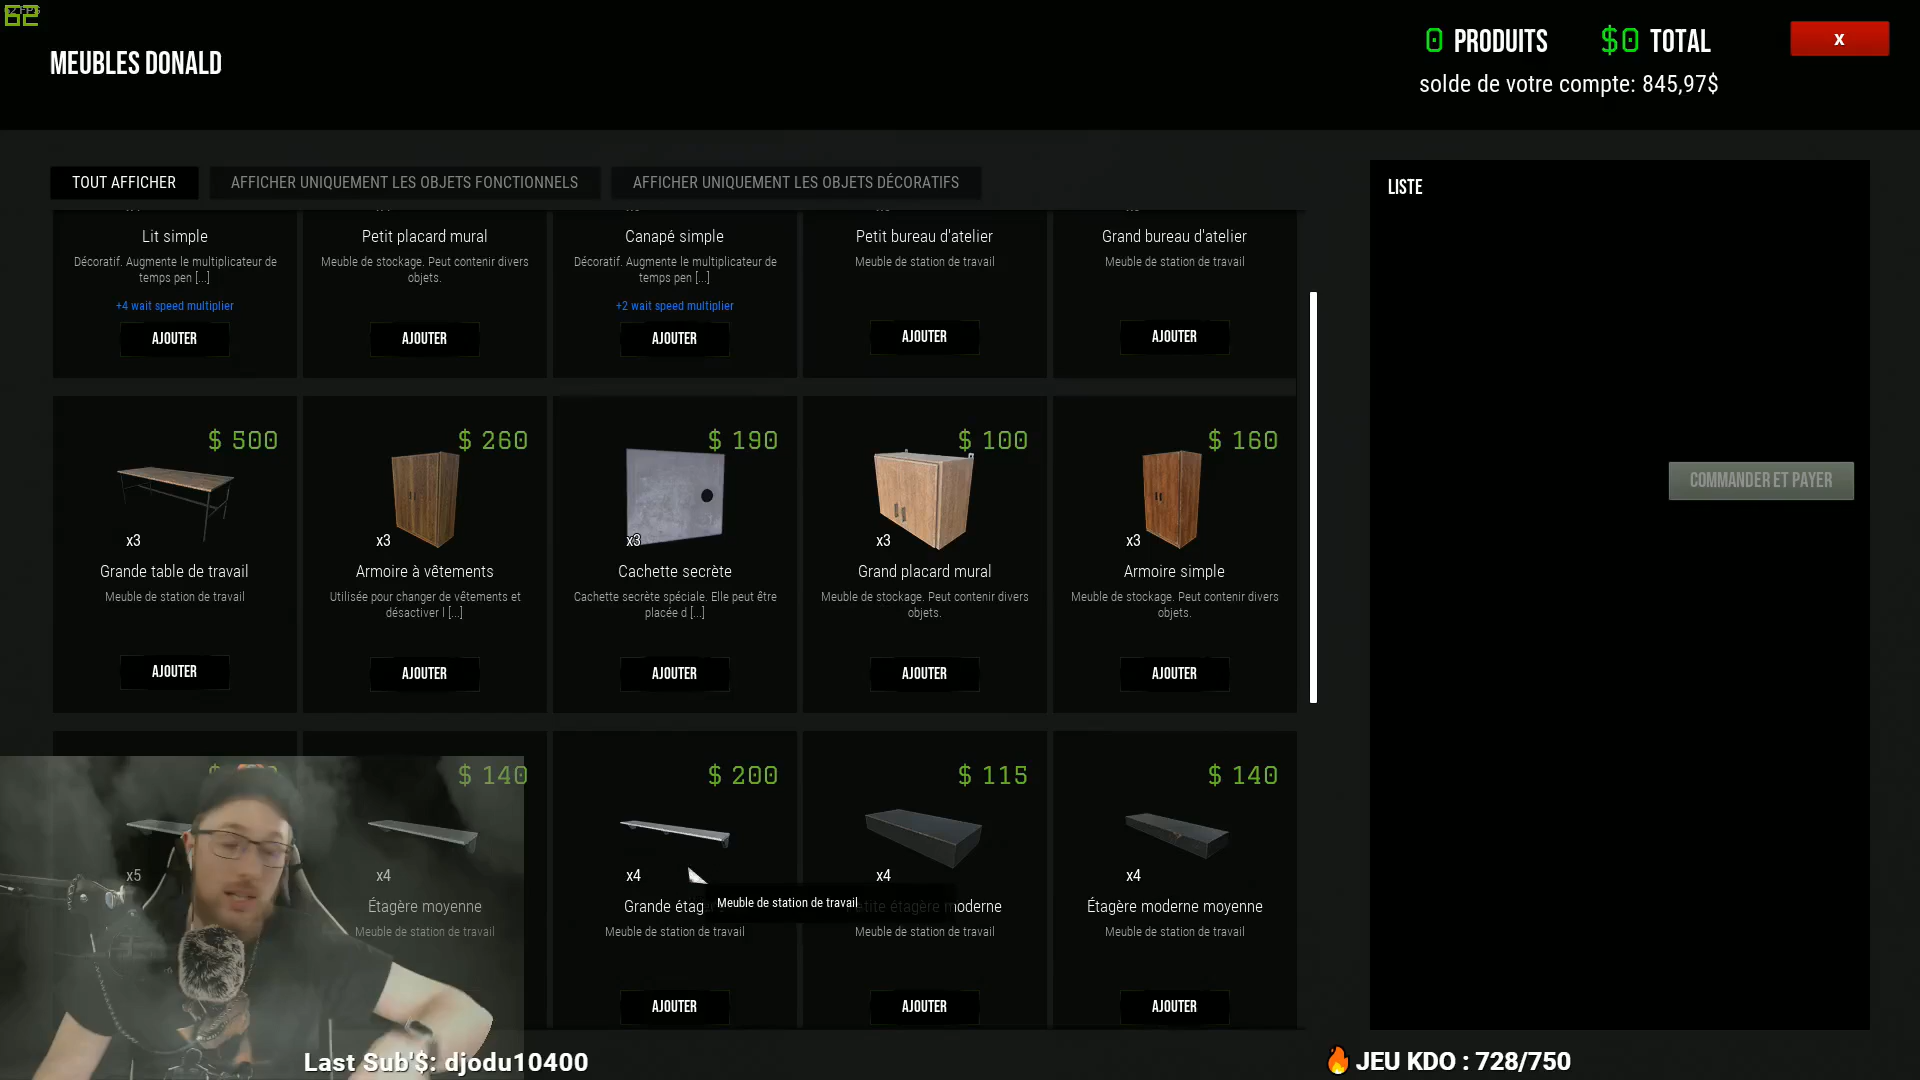 62 FPS
MEUBLES DONALD
0 PRODUITS $0 TOTAL
x
solde de votre compte: 845,97$
TOUT AFFICHER
AFFICHER UNIQUEMENT LES OBJETS FONCTIONNELS
AFFICHER UNIQUEMENT LES OBJETS DÉCORATIFS
LISTE
Lit simple
Décoratif. Augmente le multiplicateur de
temps pen [...]
+4 wait speed multiplier
AJOUTER
Petit placard mural
Meuble de stockage. Peut contenir divers
objets.
AJOUTER
Canapé simple
Décoratif. Augmente le multiplicateur de
temps pen [...]
+2 wait speed multiplier
AJOUTER
Petit bureau d'atelier
Meuble de station de travail
AJOUTER
Grand bureau d'atelier
Meuble de station de travail
AJOUTER
$ 500
x3
Grande table de travail
Meuble de station de travail
AJOUTER
$ 260
x3
Armoire à vêtements
Utilisée pour changer de vêtements et
désactiver l [...]
AJOUTER
$ 190
x3
Cachette secrète
Cachette secrète spéciale. Elle peut être
placée d [...]
AJOUTER
$ 100
x3
Grand placard mural
Meuble de stockage. Peut contenir divers
objets.
AJOUTER
$ 160
x3
Armoire simple
Meuble de stockage. Peut contenir divers
objets.
AJOUTER
COMMANDER ET PAYER
$
x5
$ 140
x4
Étagère moyenne
Meuble de station de travail
$ 200
x4
Grande étag
Meuble de station de travail
Meuble de station de travail
AJOUTER
$ 115
x4
moderne
Meuble de station de travail
AJOUTER
$ 140
x4
Étagère moderne moyenne
Meuble de station de travail
AJOUTER
Last Sub'$: djodu10400
JEU KDO : 728/750